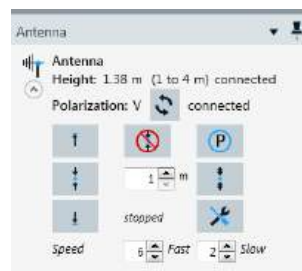 Antenna
Antenna
Height: 1.38 m (1 to 4 m) connected
Polarization: V connected
P
1 m
stopped
Speed 6 Fast 2 Slow